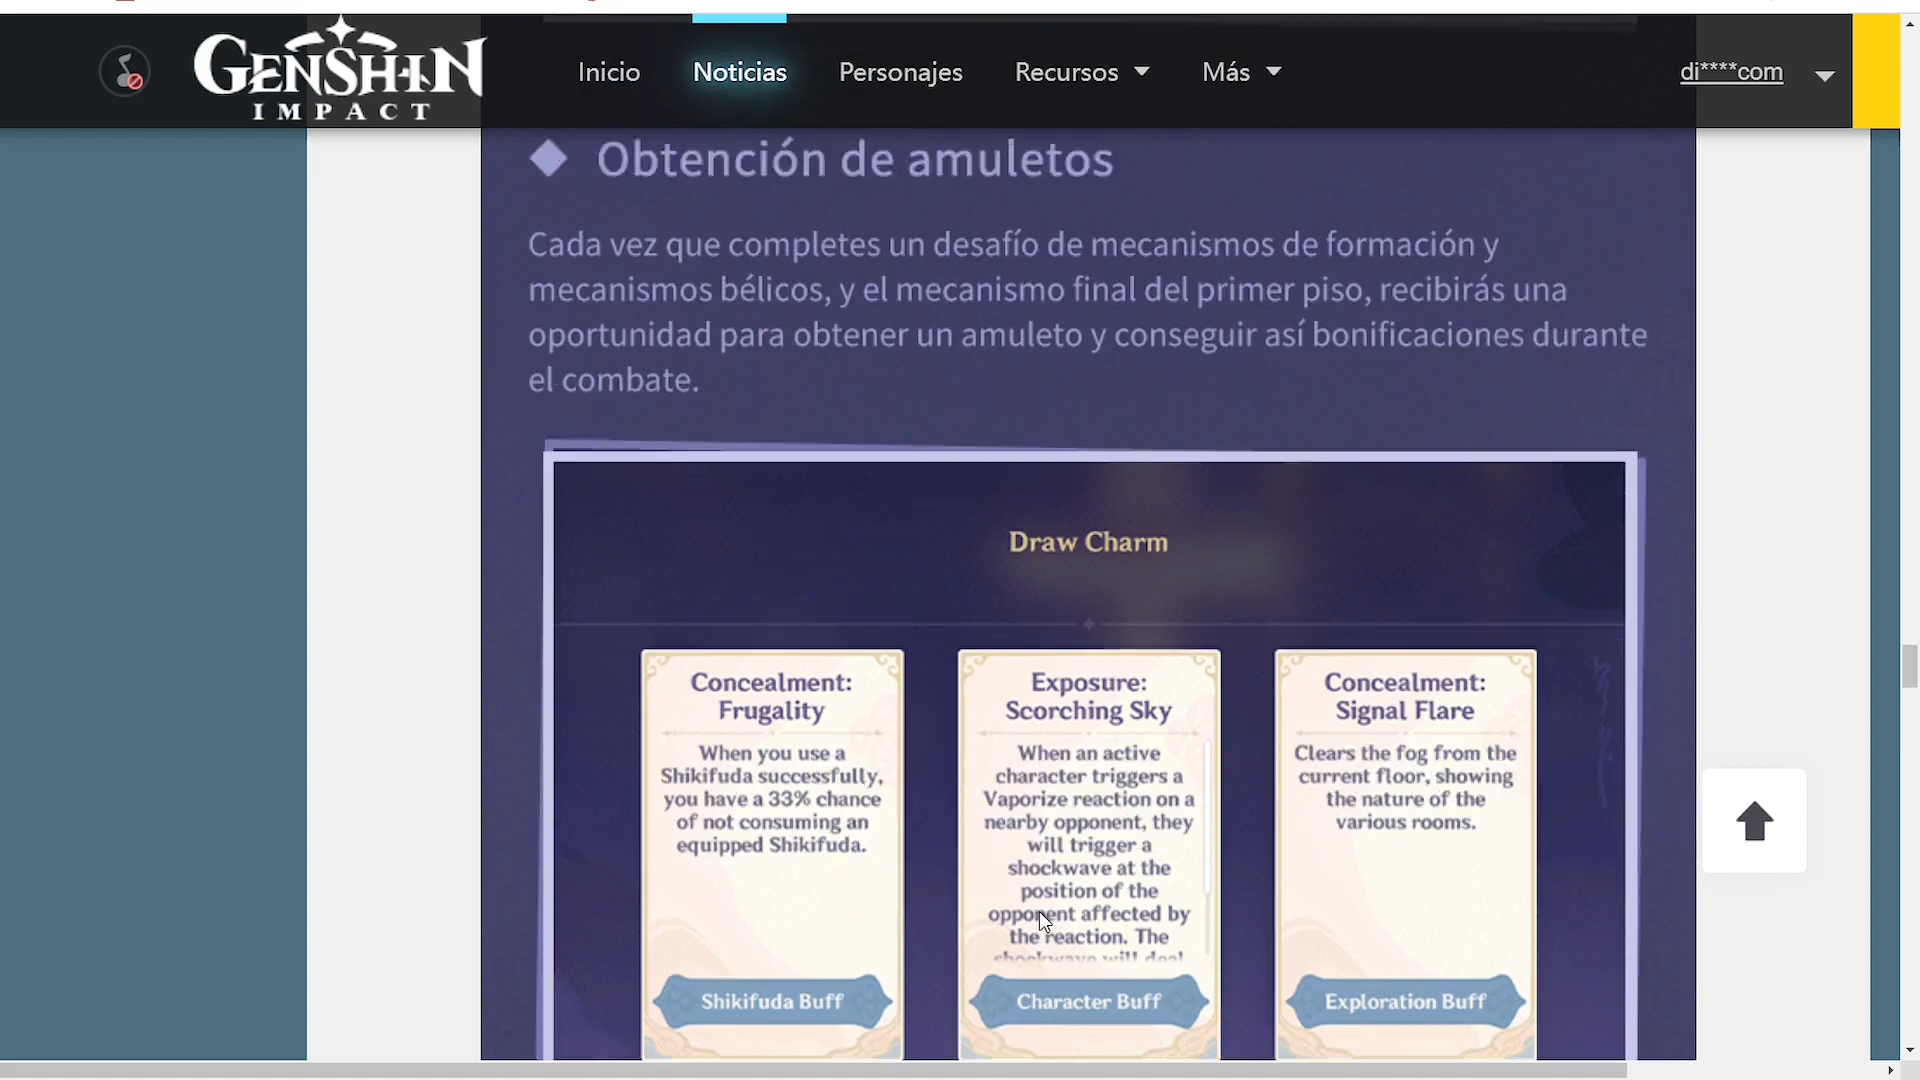 GENSHIN
IMPACT
Inicio
Noticias
Personajes
Recursos
Más
di****com
Obtención de amuletos
Cada vez que completes un desafío de mecanismos de formación y
mecanismos bélicos, y el mecanismo final del primer piso, recibirás una
oportunidad para obtener un amuleto y conseguir así bonificaciones durante
el combate.
Draw Charm
Concealment:
Frugality
When you use a
Shikifuda successfully,
you have a 33% chance
of not consuming an
equipped Shikifuda.
Shikifuda Buff
Exposure:
Scorching Sky
When an active
character triggers a
Vaporize reaction on a
nearby opponent, they
will trigger a
shockwave at the
position of the
opponent affected by
the reaction. The
shockwave will deal
Character Buff
Concealment:
Signal Flare
Clears the fog from the
current floor, showing
the nature of the
various rooms.
Exploration Buff